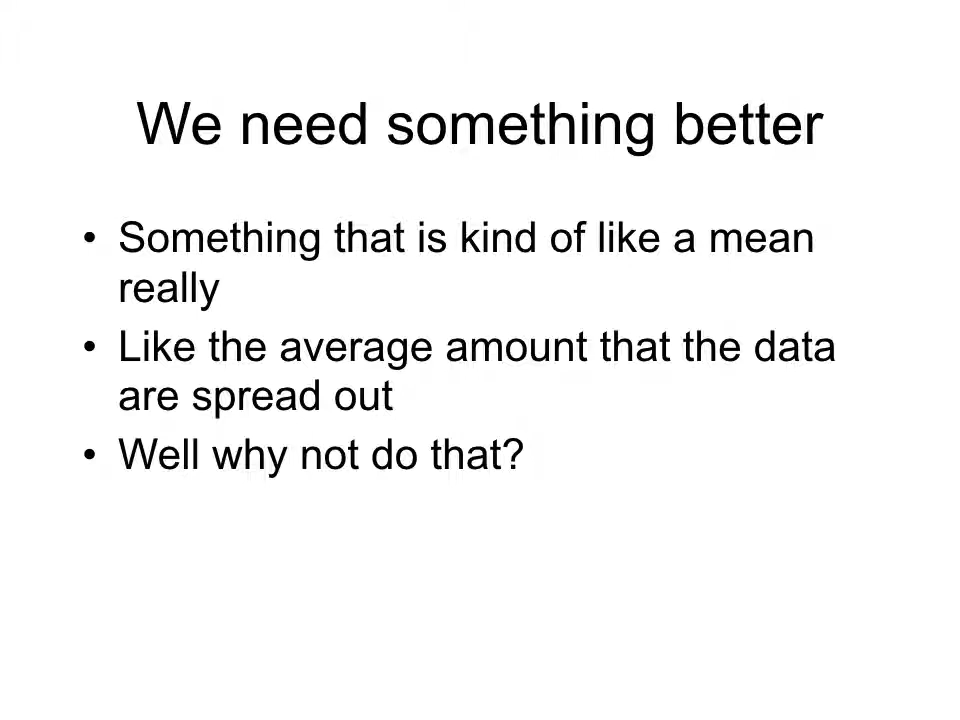 We need something better
• Something that is kind of like a mean
really
• Like the average amount that the data
are spread out
• Well why not do that?